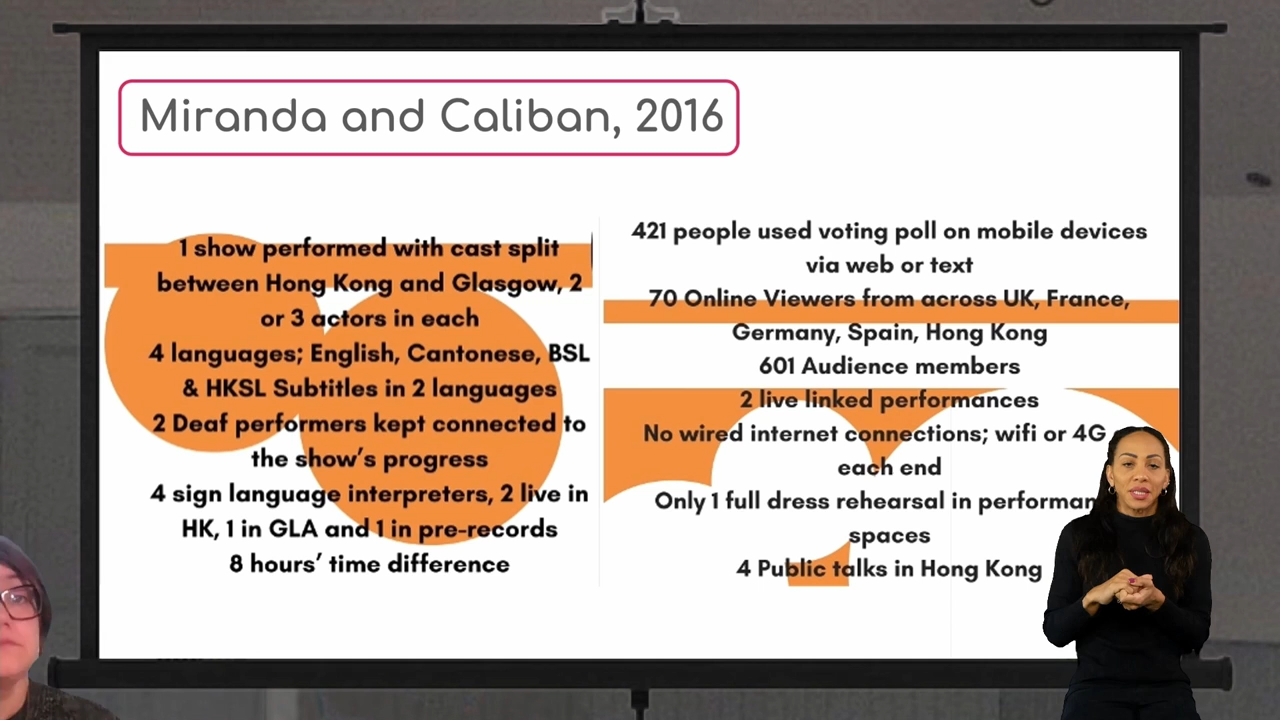 Miranda and Caliban, 2016
1 show performed with cast split
between Hong Kong and Glasgow, 2
or 3 actors in each
4 languages; English, Cantonese, BSL
& HKSL Subtitles in 2 languages
2 Deaf performers kept connected to
the show's progress
4 sign language interpreters, 2 live in
HK, 1 in GLA and 1 in pre-records
8 hours' time difference
421 people used voting poll on mobile devices
via web or text
70 Online Viewers from across UK, France,
Germany, Spain, Hong Kong
601 Audience members
2 live linked performances
No wired internet connections; wifi or 4G
each end
Only 1 full dress rehearsal in
spaces
4 Public talks in Hong Kong